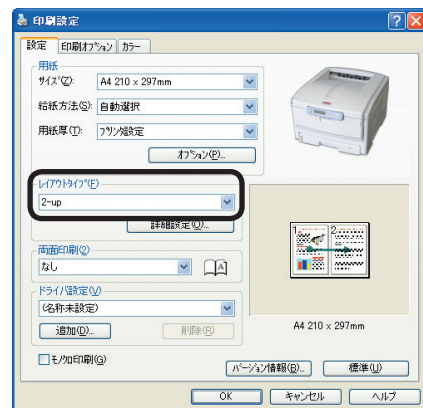 印刷設定
設定 印刷オプション カラー
用紙
サイズ(Z): A4 210 x 297mm
給紙方法(S): 自動選択
用紙厚(T): プリンタ設定
オプション(P)...
レイアウトタイプ(E)
2-up
詳細設定(O)...
両面印刷(2)
なし
A
1 2
ドライバ設定(V)
(名称未設定)
追加(D)... 削除(R)
A4 210 x 297mm
モノクロ印刷(G)
バージョン情報(B)... 標準(U)
OK キャンセル ヘルプ